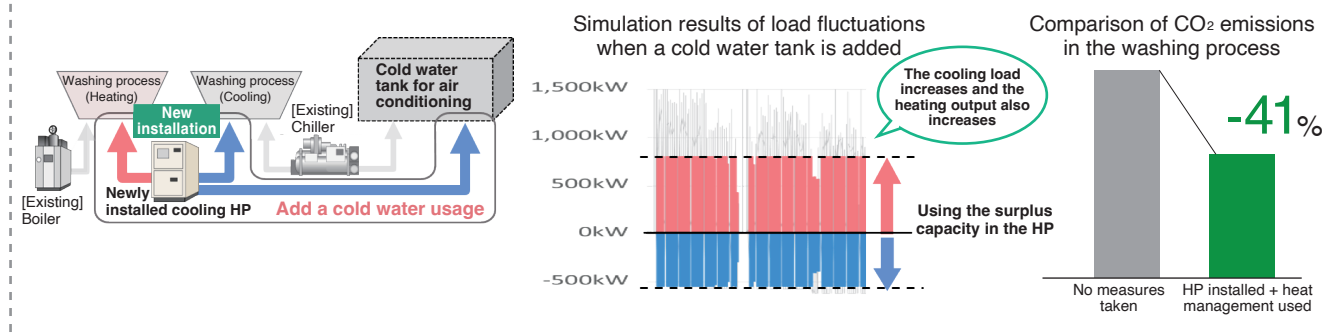 Washing process
(Heating)
Washing process
(Cooling)
Cold water
tank for air
conditioning
New
installation
[Existing]
Chiller
[Existing]
Boiler
Newly
installed cooling HP
Add a cold water usage
Simulation results of load fluctuations
when a cold water tank is added
1,500kW
1,000kW
500kW
0kW
-500kW
The cooling load
increases and the
heating output also
increases
Using the surplus
capacity in the HP
Comparison of CO₂ emissions
in the washing process
-41%
No measures
taken
HP installed + heat
management used